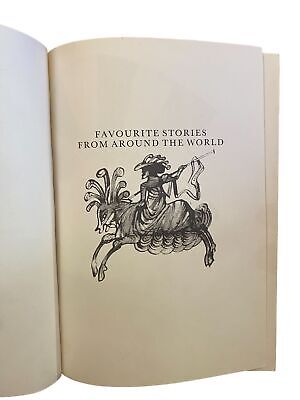 FAVOURITE STORIES
FROM AROUND THE WORLD